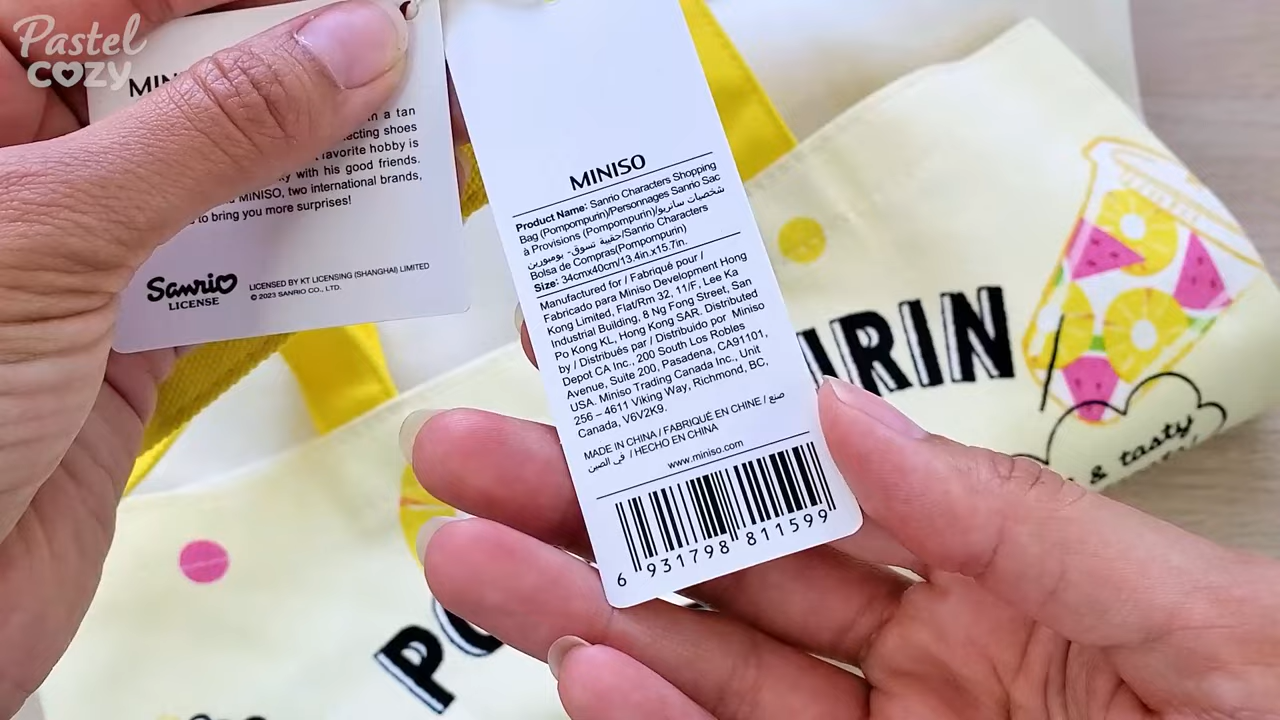 Pastel
COZY
MIN
in a tan
ecting shoes
favorite hobby is
ky with his good friends.
d MINISO, two international brands,
to bring you more surprises!
Sanrio
LICENSE
LICENSED BY KT LICENSING (SHANGHAI) LIMITED
© 2023 SANRIO CO., LTD.
MINISO
Product Name: Sanrio Characters Shopping
Bag (Pompompurin)/Personnages Sanrio Sac
à Provisions (Pompompurin)/شخصيات سانريو
حقيبة تسوق- بومبورين/Sanrio Characters
Bolsa de Compras(Pompompurin)
Size: 34cmx40cm/13.4in.x15.7in.
Manufactured for / Fabriqué pour /
Fabricado para Miniso Development Hong
Kong Limited, Flat/Rm 32, 11/F, Lee Ka
Industrial Building, 8 Ng Fong Street, San
Po Kong KL, Hong Kong SAR. Distributed
by / Distribués par / Distribuido por Miniso
Depot CA Inc., 200 South Los Robles
Avenue, Suite 200, Pasadena, CA91101,
USA. Miniso Trading Canada Inc., Unit
256 – 4611 Viking Way, Richmond, BC,
Canada, V6V2K9.
MADE IN CHINA / FABRIQUÉ EN CHINE / صنع
في الصين / HECHO EN CHINA
www.miniso.com
6 931798 811599
URIN
& tasty
PO